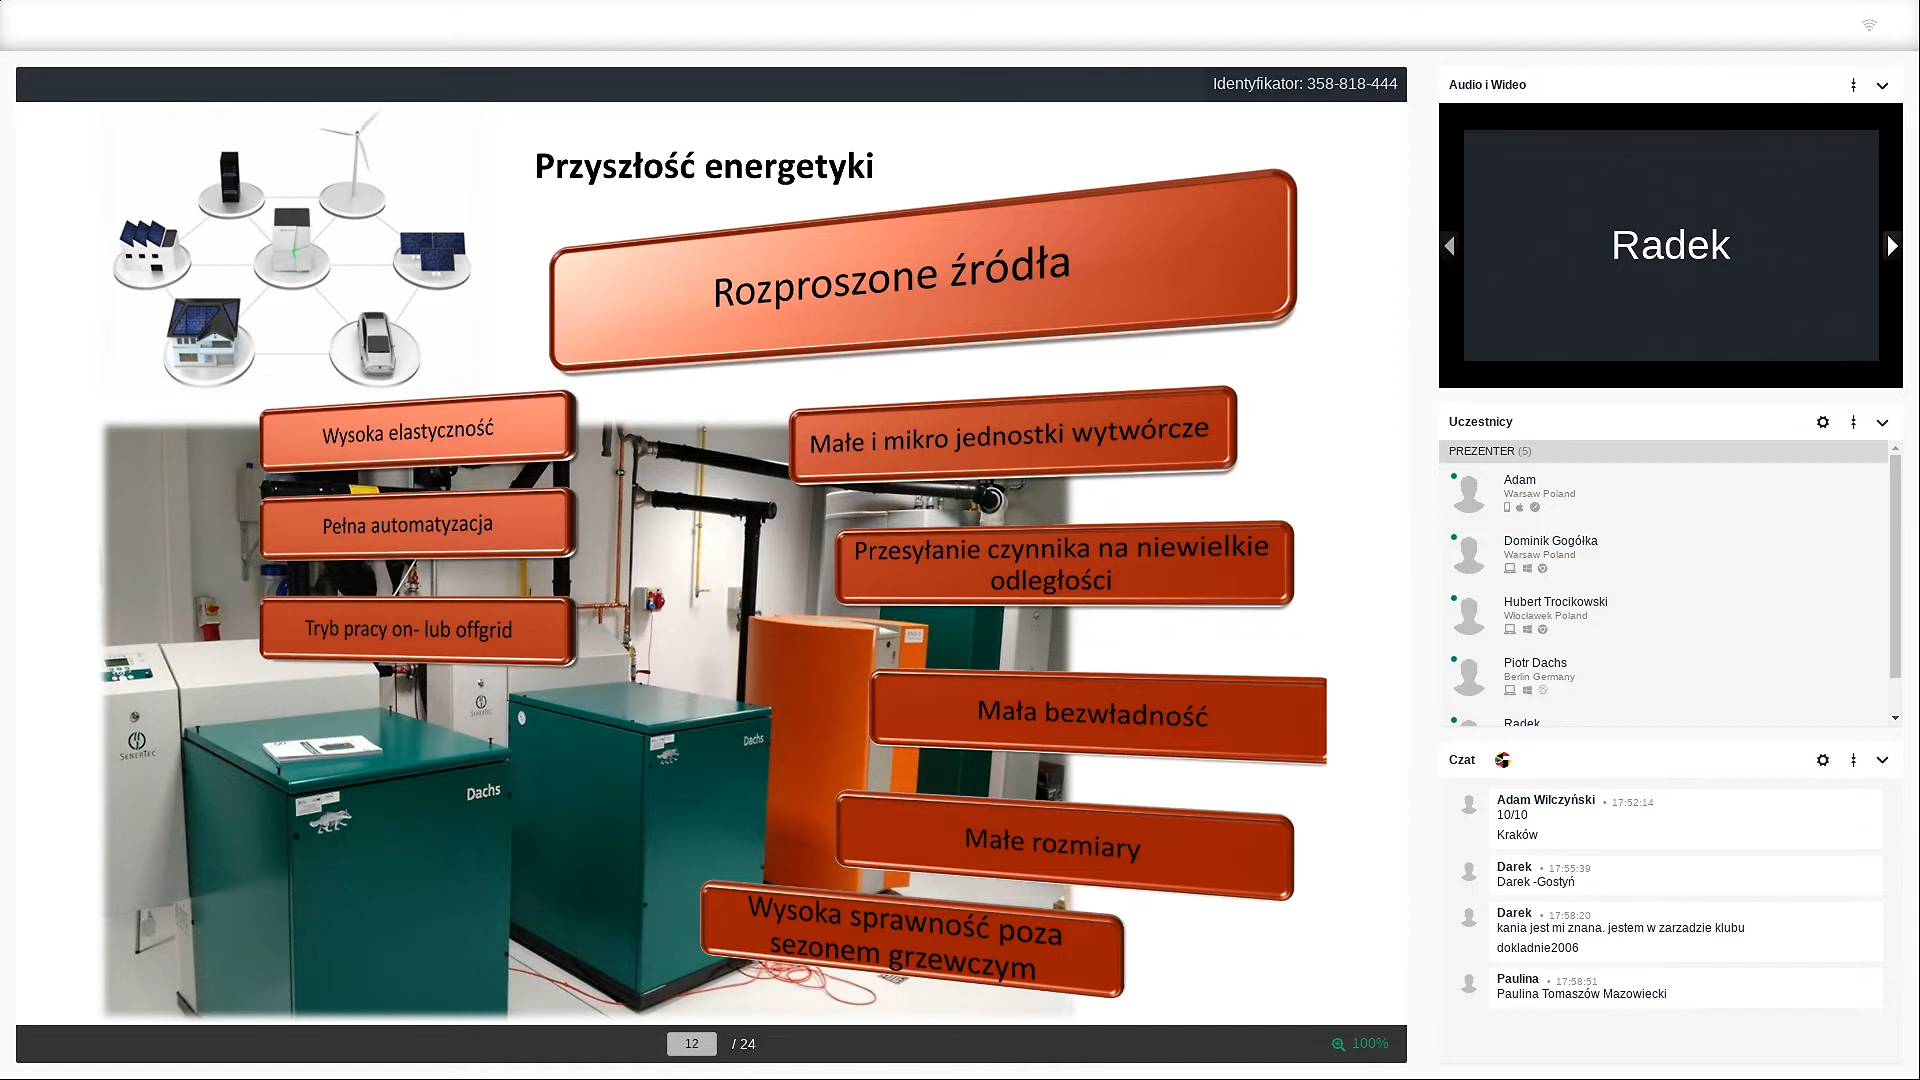 Identyfikator: 358-818-444
Przyszłość energetyki
Rozproszone źródła
Wysoka elastyczność
Pełna automatyzacja
Tryb pracy on- lub offgrid
Małe i mikro jednostki wytwórcze
Przesyłanie czynnika na niewielkie
odległości
Mała bezwładność
Małe rozmiary
Wysoka sprawność poza
sezonem grzewczym
SENERTEC
SENERTEC
Dachs
Dachs
12 / 24
100%
Audio i Wideo
Radek
Uczestnicy
PREZENTER (5)
Adam
Warsaw Poland
Dominik Gogółka
Warsaw Poland
Hubert Trocikowski
Włocławek Poland
Piotr Dachs
Berlin Germany
Radek
Czat
Adam Wilczyński • 17:52:14
10/10
Kraków
Darek • 17:55:39
Darek -Gostyń
Darek • 17:58:20
kania jest mi znana. jestem w zarzadzie klubu
dokladnie2006
Paulina • 17:58:51
Paulina Tomaszów Mazowiecki